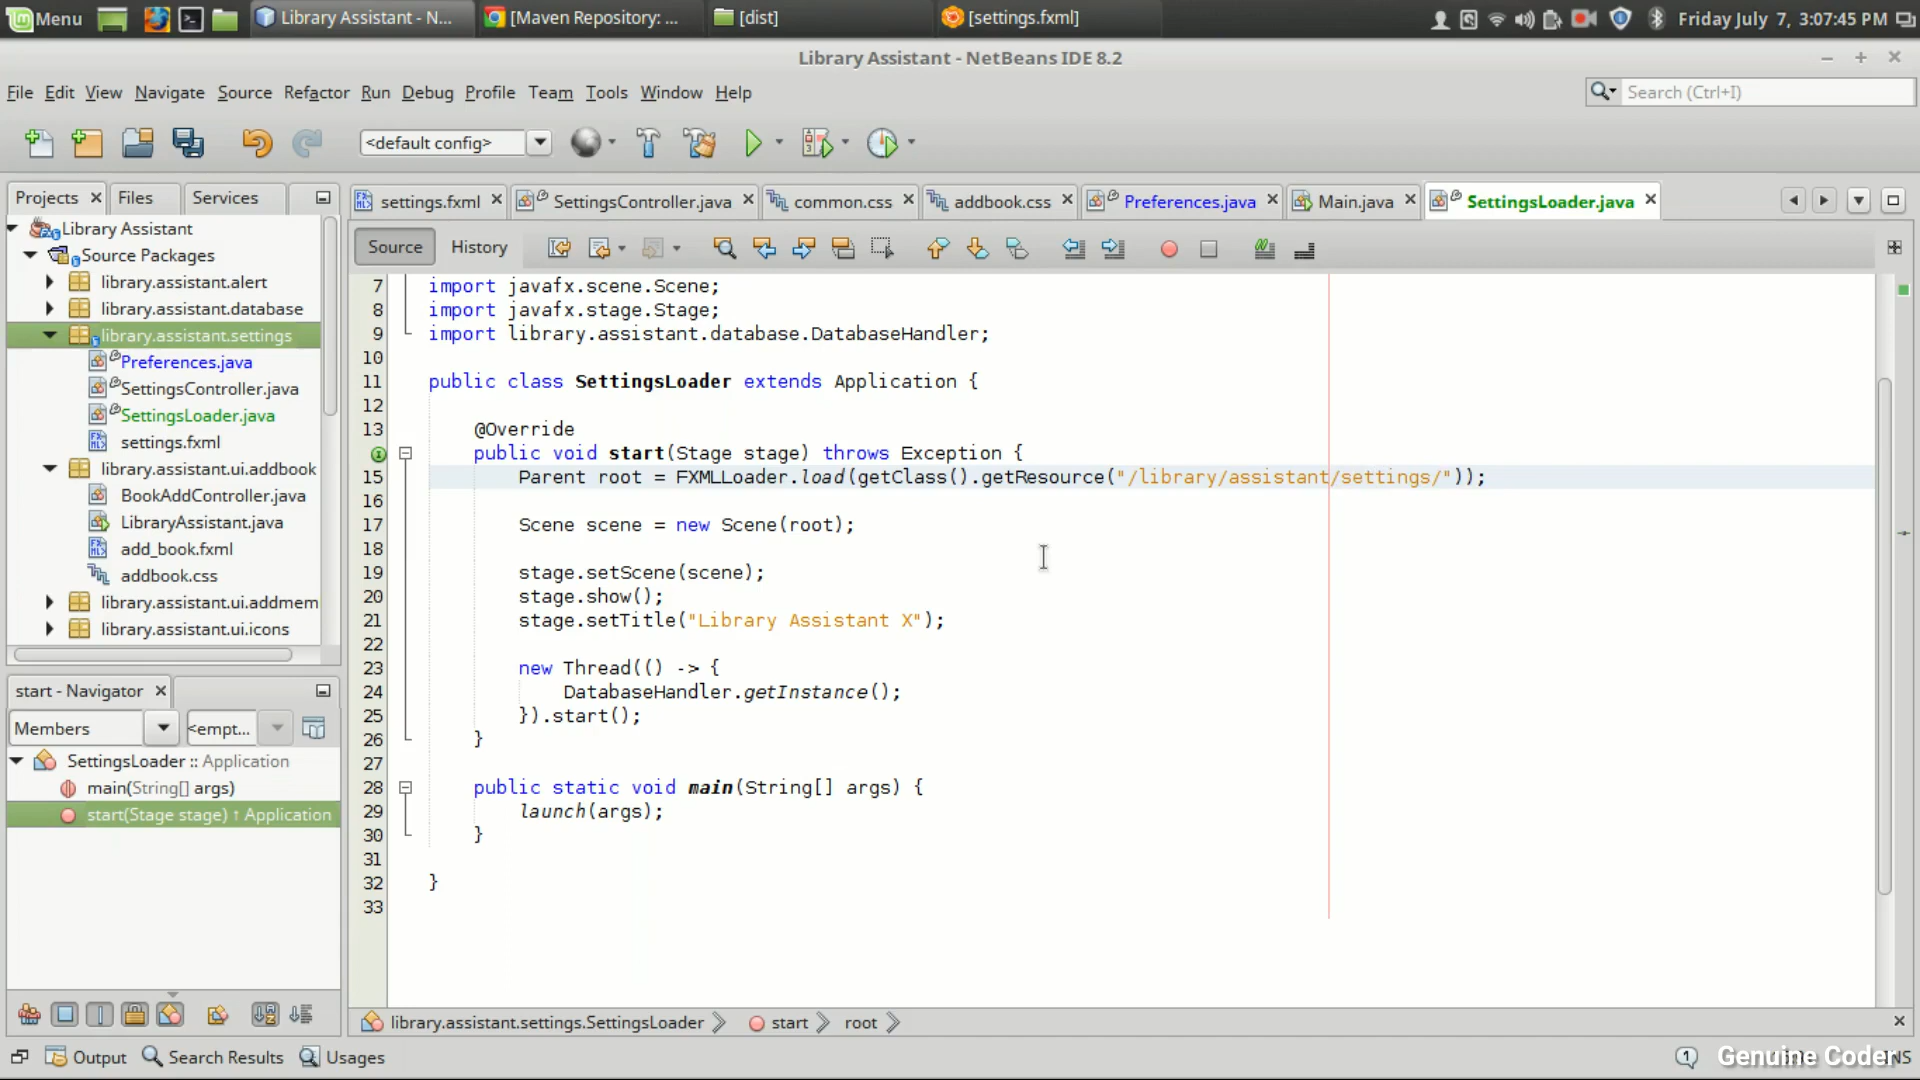 Menu
Library Assistant - N...
[Maven Repository: ...
[dist]
[settings.fxml]
Friday July 7, 3:07:45 PM
Library Assistant - NetBeans IDE 8.2
File Edit View Navigate Source Refactor Run Debug Profile Team Tools Window Help
Search (Ctrl+I)
<default config>
Projects
Files
Services
settings.fxml
SettingsController.java
common.css
addbook.css
Preferences.java
Main.java
SettingsLoader.java
Source
History
Library Assistant
Source Packages
library.assistant.alert
library.assistant.database
library.assistant.settings
Preferences.java
SettingsController.java
SettingsLoader.java
settings.fxml
library.assistant.ui.addbook
BookAddController.java
LibraryAssistant.java
add_book.fxml
addbook.css
library.assistant.ui.addmem
library.assistant.ui.icons
start - Navigator
Members
<empt...
SettingsLoader :: Application
main(String[] args)
start(Stage stage) ↑ Application
7 import javafx.scene.Scene;
8 import javafx.stage.Stage;
9 import library.assistant.database.DatabaseHandler;
10
11 public class SettingsLoader extends Application {
12
13 @Override
public void start(Stage stage) throws Exception {
15 Parent root = FXMLLoader.load(getClass().getResource("/library/assistant/settings/"));
16
17 Scene scene = new Scene(root);
18
19 stage.setScene(scene);
20 stage.show();
21 stage.setTitle("Library Assistant X");
22
23 new Thread(() -> {
24 DatabaseHandler.getInstance();
25 }).start();
26 }
27
28 public static void main(String[] args) {
29 launch(args);
30 }
31
32 }
33
library.assistant.settings.SettingsLoader
start
root
Output
Search Results
Usages
1
Genuine Coder